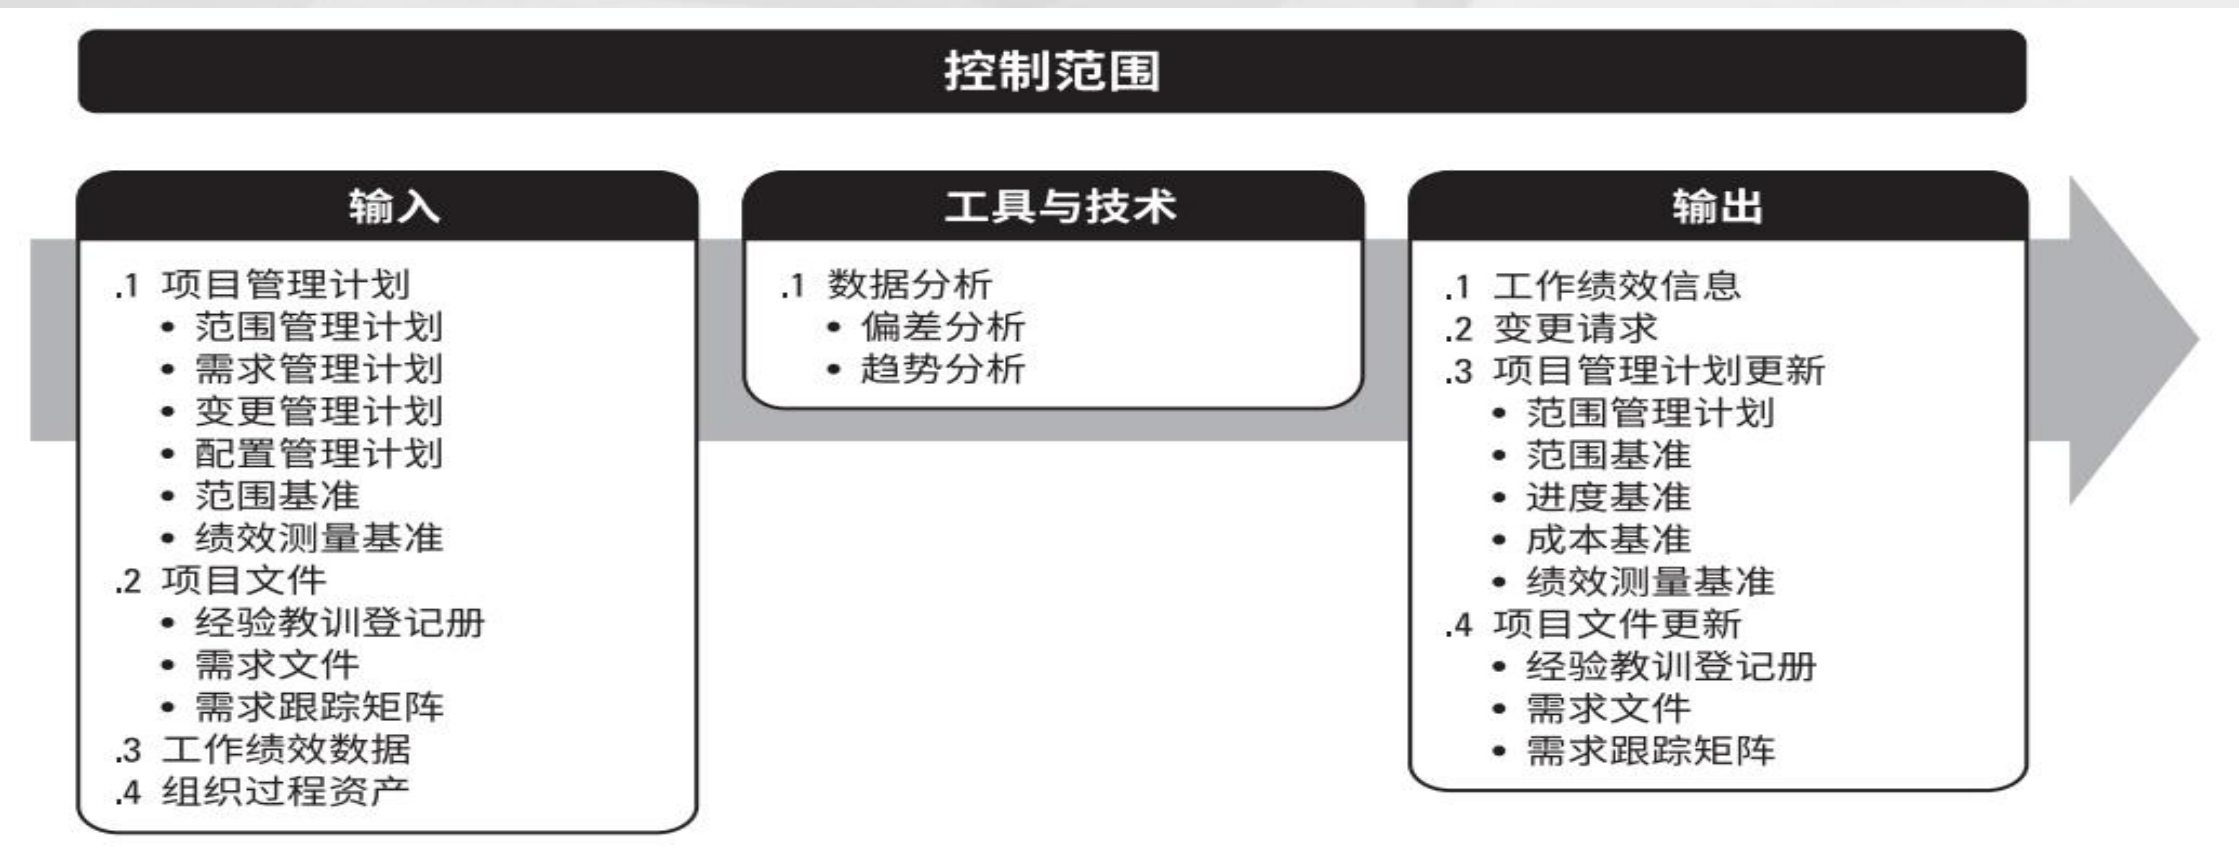 控制范围
输入
.1 项目管理计划
• 范围管理计划
• 需求管理计划
• 变更管理计划
• 配置管理计划
• 范围基准
• 绩效测量基准
.2 项目文件
• 经验教训登记册
• 需求文件
• 需求跟踪矩阵
.3 工作绩效数据
.4 组织过程资产
工具与技术
.1 数据分析
• 偏差分析
• 趋势分析
输出
.1 工作绩效信息
.2 变更请求
.3 项目管理计划更新
• 范围管理计划
• 范围基准
• 进度基准
• 成本基准
• 绩效测量基准
.4 项目文件更新
• 经验教训登记册
• 需求文件
• 需求跟踪矩阵